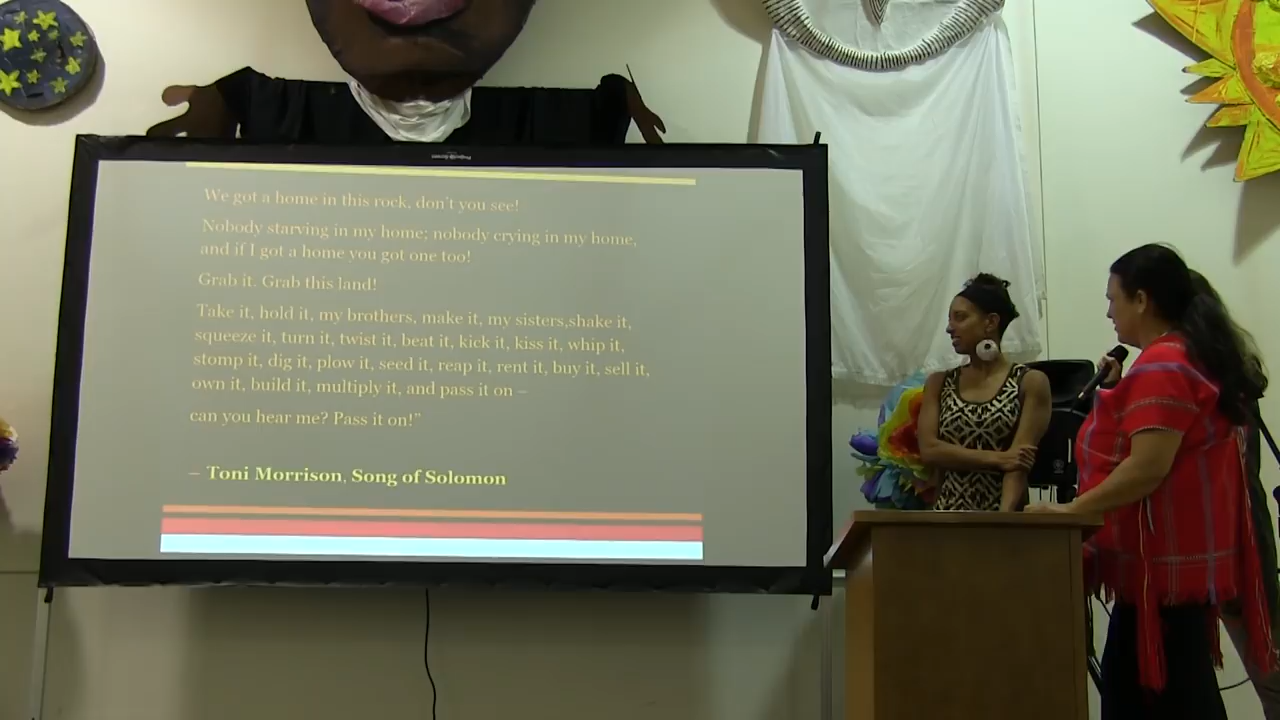 We got a home in this rock, don't you see!
Nobody starving in my home; nobody crying in my home,
and if I got a home you got one too!
Grab it. Grab this land!
Take it, hold it, my brothers, make it, my sisters,shake it,
squeeze it, turn it, twist it, beat it, kick it, kiss it, whip it,
stomp it, dig it, plow it, seed it, reap it, rent it, buy it, sell it,
own it, build it, multiply it, and pass it on –
can you hear me? Pass it on!”
– Toni Morrison, Song of Solomon